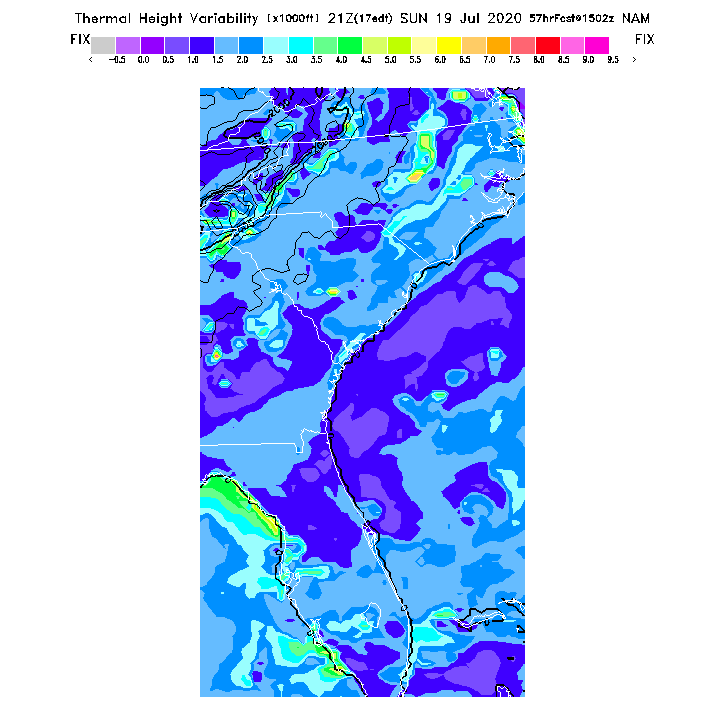 Thermal Height Variability [x1000ft] 21Z(17edt) SUN 19 Jul 2020 57hrFcst@1502z NAM
FIX FIX
< -0.5 0.0 0.5 1.0 1.5 2.0 2.5 3.0 3.5 4.0 4.5 5.0 5.5 6.0 6.5 7.0 7.5 8.0 8.5 9.0 9.5 >